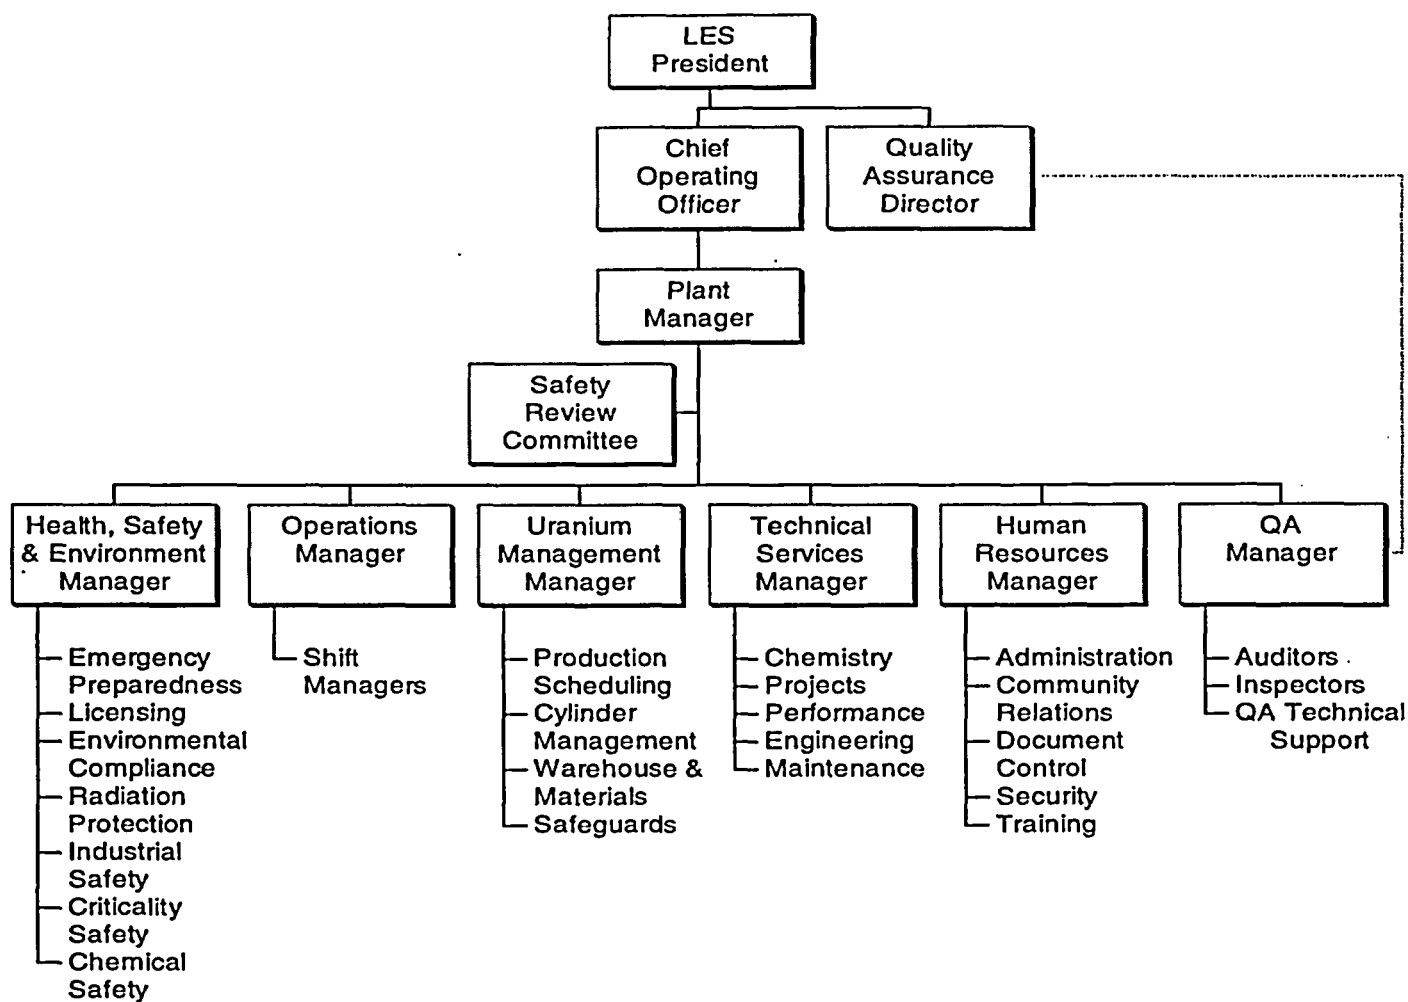 LES
President
Chief
Operating
Officer
Quality
Assurance
Director
Plant
Manager
Safety
Review
Committee
Health, Safety
& Environment
Manager
Operations
Manager
Uranium
Management
Manager
Technical
Services
Manager
Human
Resources
Manager
QA
Manager
Emergency
Preparedness
Licensing
Environmental
Compliance
Radiation
Protection
Industrial
Safety
Criticality
Safety
Chemical
Safety
Shift
Managers
Production
Scheduling
Cylinder
Management
Warehouse &
Materials
Safeguards
Chemistry
Projects
Performance
Engineering
Maintenance
Administration
Community
Relations
Document
Control
Security
Training
Auditors
Inspectors
QA Technical
Support